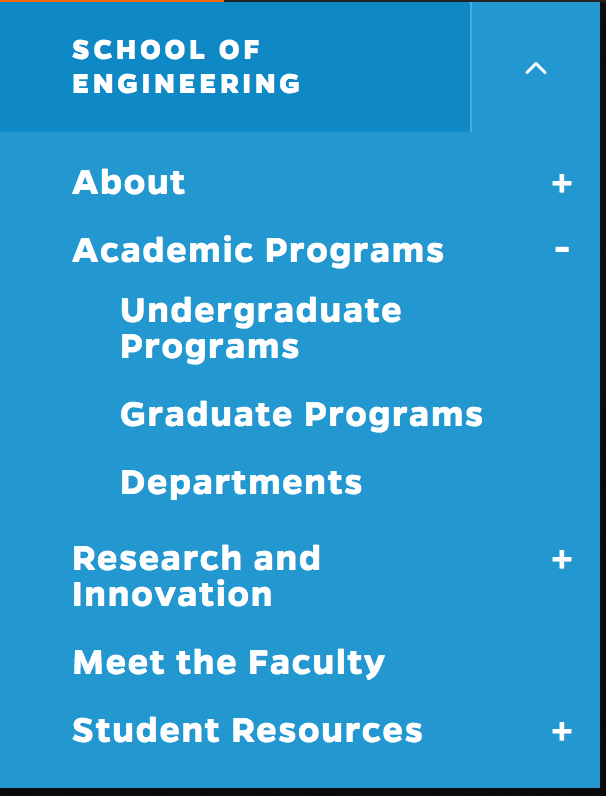 SCHOOL OF
ENGINEERING
About +
Academic Programs -
Undergraduate
Programs
Graduate Programs
Departments
Research and +
Innovation
Meet the Faculty
Student Resources +